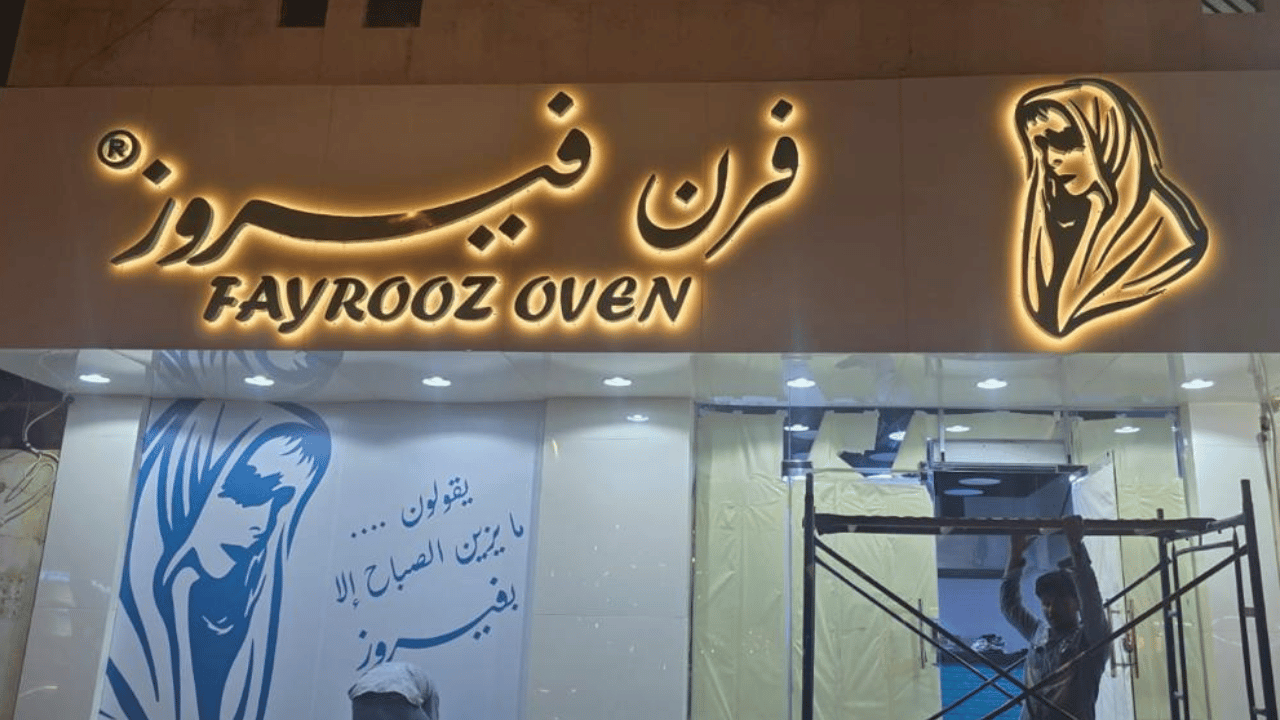 فرن فيروز ®
FAYROOZ OVEN
يقولون ....
ما يزين الصباح إلا
بفيروز